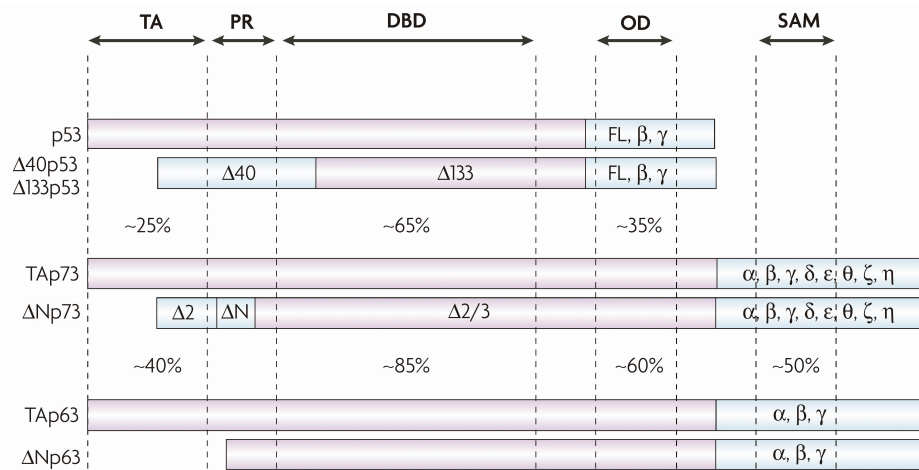 TA PR DBD OD SAM
p53 FL, β, γ
Δ40p53
Δ133p53 Δ40 Δ133 FL, β, γ
~25% ~65% ~35%
TAp73 α, β, γ, δ, ε, θ, ζ, η
ΔNp73 Δ2 ΔN Δ2/3 α, β, γ, δ, ε, θ, ζ, η
~40% ~85% ~60% ~50%
TAp63 α, β, γ
ΔNp63 α, β, γ